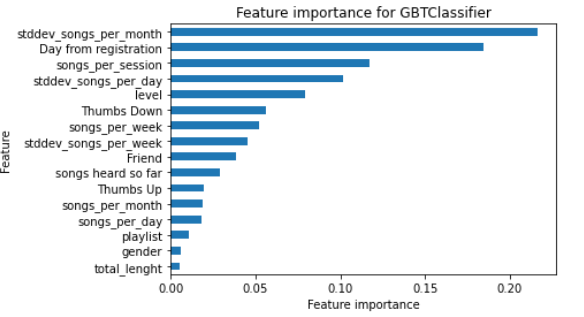 Feature importance for GBTClassifier
stddev_songs_per_month
Day from registration
songs_per_session
stddev_songs_per_day
level
Thumbs Down
songs_per_week
stddev_songs_per_week
Friend
songs heard so far
Thumbs Up
songs_per_month
songs_per_day
playlist
gender
total_lenght
Feature
0.00 0.05 0.10 0.15 0.20
Feature importance